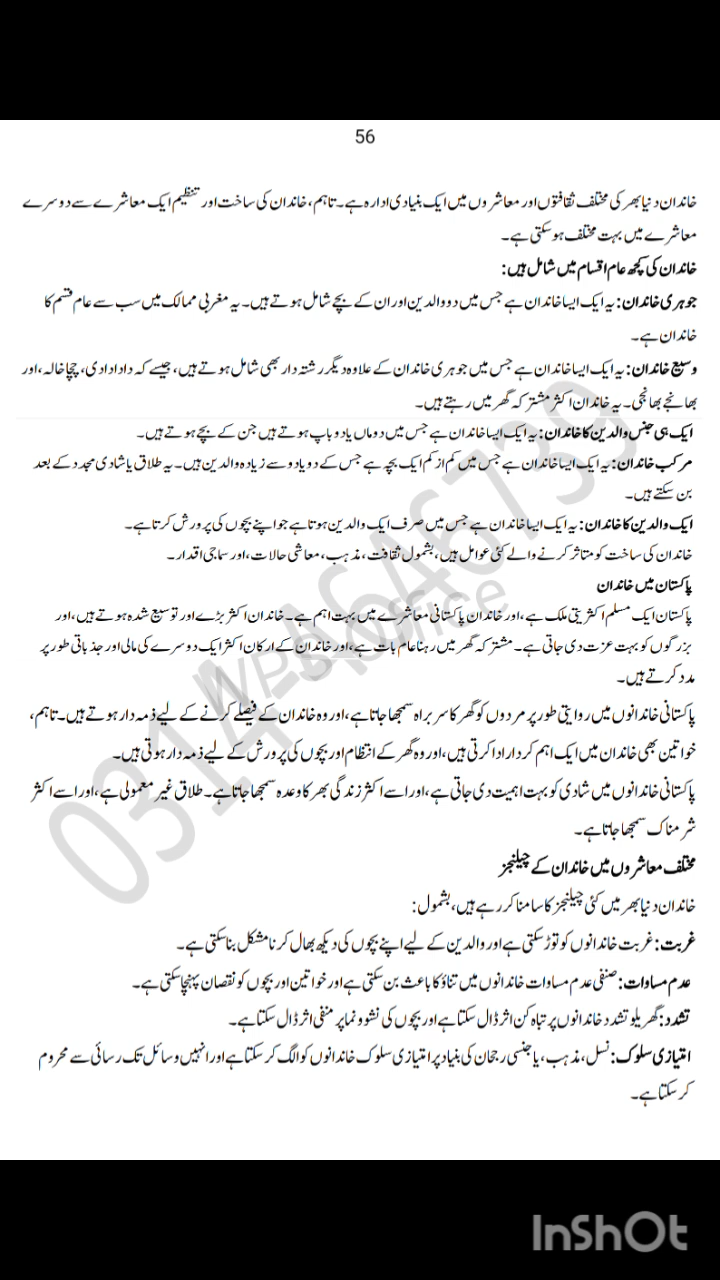 56
خاندان دنیا بھر کی مختلف ثقافتوں اور معاشروں میں ایک بنیادی ادارہ ہے۔ تاہم، خاندان کی ساخت اور تنظیم ایک معاشرے سے دوسرے
معاشرے میں بہت مختلف ہو سکتی ہے۔
خاندان کی کچھ عام اقسام میں شامل ہیں:
جوہری خاندان: یہ ایک ایسا خاندان ہے جس میں دو والدین اور ان کے بچے شامل ہوتے ہیں۔ یہ مغربی ممالک میں سب سے عام قسم کا
خاندان ہے۔
وسیع خاندان: یہ ایک ایسا خاندان ہے جس میں جوہری خاندان کے علاوہ دیگر رشتہ دار بھی شامل ہوتے ہیں، جیسے کہ دادا دادی، چچا خالہ، اور
بھانجے بھانجی۔ یہ خاندان اکثر مشترکہ گھر میں رہتے ہیں۔
ایک ہی جنس والدین کا خاندان: یہ ایک ایسا خاندان ہے جس میں دو ماں یا دو باپ ہوتے ہیں جن کے بچے ہوتے ہیں۔
مرکب خاندان: یہ ایک ایسا خاندان ہے جس میں کم از کم ایک بچہ ہے جس کے دو یا دو سے زیادہ والدین ہیں۔ یہ طلاق یا شادی مجدد کے بعد
بن سکتے ہیں۔
ایک والدین کا خاندان: یہ ایک ایسا خاندان ہے جس میں صرف ایک والدین ہوتا ہے جو اپنے بچوں کی پرورش کرتا ہے۔
خاندان کی ساخت کو متاثر کرنے والے کئی عوامل ہیں، بشمول ثقافت، مذہب، معاشی حالات، اور سماجی اقدار۔
پاکستان میں خاندان
پاکستان ایک مسلم اکثریتی ملک ہے، اور خاندان پاکستانی معاشرے میں بہت اہم ہے۔ خاندان اکثر بڑے اور توسیع شدہ ہوتے ہیں، اور
بزرگوں کو بہت عزت دی جاتی ہے۔ مشترکہ گھر میں رہنا عام بات ہے، اور خاندان کے ارکان اکثر ایک دوسرے کی مالی اور جذباتی طور پر
مدد کرتے ہیں۔
پاکستانی خاندانوں میں روایتی طور پر مردوں کو گھر کا سربراہ سمجھا جاتا ہے، اور وہ خاندان کے فیصلے کرنے کے لیے ذمہ دار ہوتے ہیں۔ تاہم،
خواتین بھی خاندان میں ایک اہم کردار ادا کرتی ہیں، اور وہ گھر کے انتظام اور بچوں کی پرورش کے لیے ذمہ دار ہوتی ہیں۔
پاکستانی خاندانوں میں شادی کو بہت اہمیت دی جاتی ہے، اور اسے اکثر زندگی بھر کا وعدہ سمجھا جاتا ہے۔ طلاق غیر معمولی ہے، اور اسے اکثر
شرمناک سمجھا جاتا ہے۔
مختلف معاشروں میں خاندان کے چیلنجز
خاندان دنیا بھر میں کئی چیلنجز کا سامنا کر رہے ہیں، بشمول:
غربت: غربت خاندانوں کو توڑ سکتی ہے اور والدین کے لیے اپنے بچوں کی دیکھ بھال کرنا مشکل بنا سکتی ہے۔
عدم مساوات: صنفی عدم مساوات خاندانوں میں تناؤ کا باعث بن سکتی ہے اور خواتین اور بچوں کو نقصان پہنچا سکتی ہے۔
تشدد: گھریلو تشدد خاندانوں پر تباہ کن اثر ڈال سکتا ہے اور بچوں کی نشوونما پر منفی اثر ڈال سکتا ہے۔
امتیازی سلوک: نسل، مذہب، یا جنسی رجحان کی بنیاد پر امتیازی سلوک خاندانوں کو الگ کر سکتا ہے اور انہیں وسائل تک رسائی سے محروم
کر سکتا ہے۔
WPS Office
InShOt